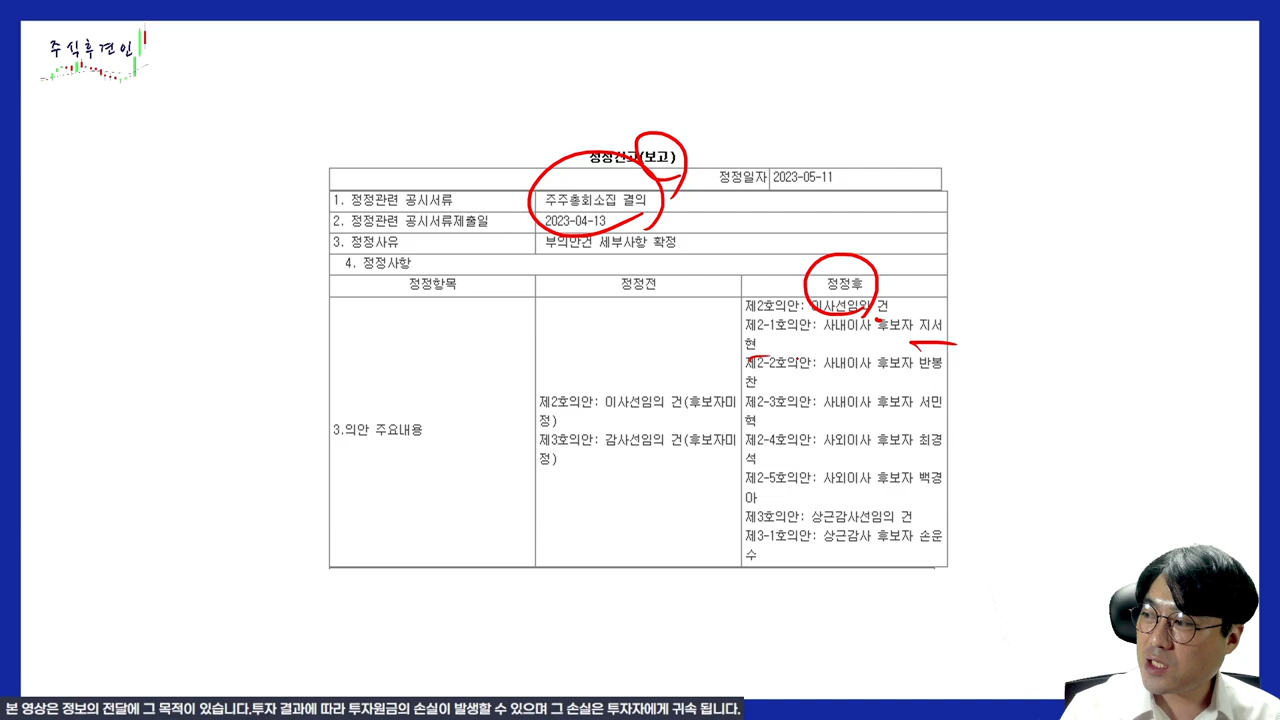 주식후견인
정정신고(보고)
정정일자 2023-05-11
1. 정정관련 공시서류 주주총회소집 결의
2. 정정관련 공시서류제출일 2023-04-13
3. 정정사유 부의안건 세부사항 확정
4. 정정사항
정정항목 정정전 정정후
3.의안 주요내용
제2호의안: 이사선임의 건(후보자미
정)
제3호의안: 감사선임의 건(후보자미
정)
제2호의안: 이사선임의 건
제2-1호의안: 사내이사 후보자 지서
현
제2-2호의안: 사내이사 후보자 반봉
찬
제2-3호의안: 사내이사 후보자 서민
혁
제2-4호의안: 사외이사 후보자 최경
석
제2-5호의안: 사외이사 후보자 백경
아
제3호의안: 상근감사선임의 건
제3-1호의안: 상근감사 후보자 손운
수
본 영상은 정보의 전달에 그 목적이 있습니다.투자 결과에 따라 투자원금의 손실이 발생할 수 있으며 그 손실은 투자자에게 귀속 됩니다.